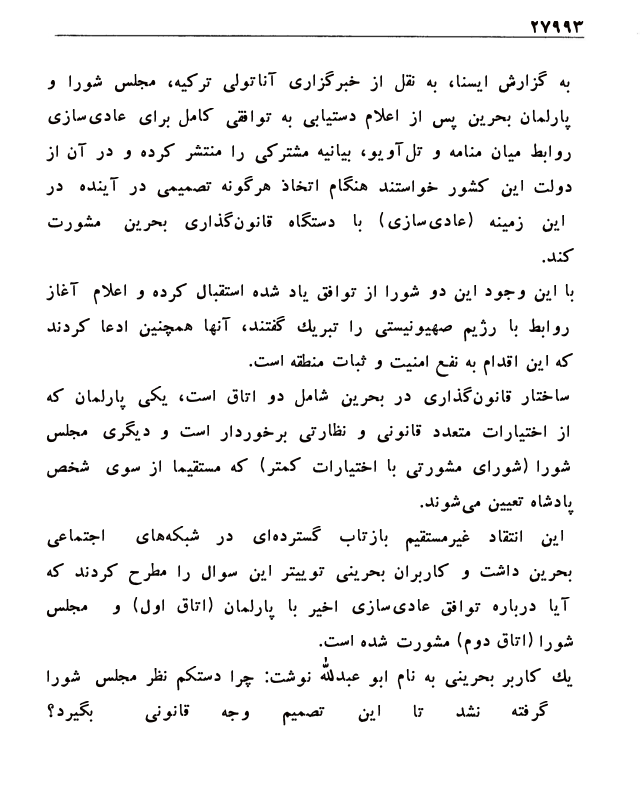 ۲۷۹۹۳
به گزارش ایسنا، به نقل از خبرگزاری آناتولی ترکیه، مجلس شورا و
پارلمان بحرین پس از اعلام دستیابی به توافقی کامل برای عادی‌سازی
روابط میان منامه و تل‌آویو، بیانیه مشترکی را منتشر کرده و در آن از
دولت این کشور خواستند هنگام اتخاذ هرگونه تصمیمی در آینده در
این زمینه (عادی‌سازی) با دستگاه قانون‌گذاری بحرین مشورت
کند.
با این وجود این دو شورا از توافق یاد شده استقبال کرده و اعلام آغاز
روابط با رژیم صهیونیستی را تبریك گفتند، آنها همچنین ادعا کردند
که این اقدام به نفع امنیت و ثبات منطقه است.
ساختار قانون‌گذاری در بحرین شامل دو اتاق است، یکی پارلمان که
از اختیارات متعدد قانونی و نظارتی برخوردار است و دیگری مجلس
شورا (شورای مشورتی با اختیارات کمتر) که مستقیما از سوی شخص
پادشاه تعیین می‌شوند.
این انتقاد غیرمستقیم بازتاب گسترده‌ای در شبکه‌های اجتماعی
بحرین داشت و کاربران بحرینی توییتر این سوال را مطرح کردند که
آیا درباره توافق عادی‌سازی اخیر با پارلمان (اتاق اول) و مجلس
شورا (اتاق دوم) مشورت شده است.
یك کاربر بحرینی به نام ابو عبدالله نوشت: چرا دستکم نظر مجلس شورا
گرفته نشد تا این تصمیم وجه قانونی بگیرد؟